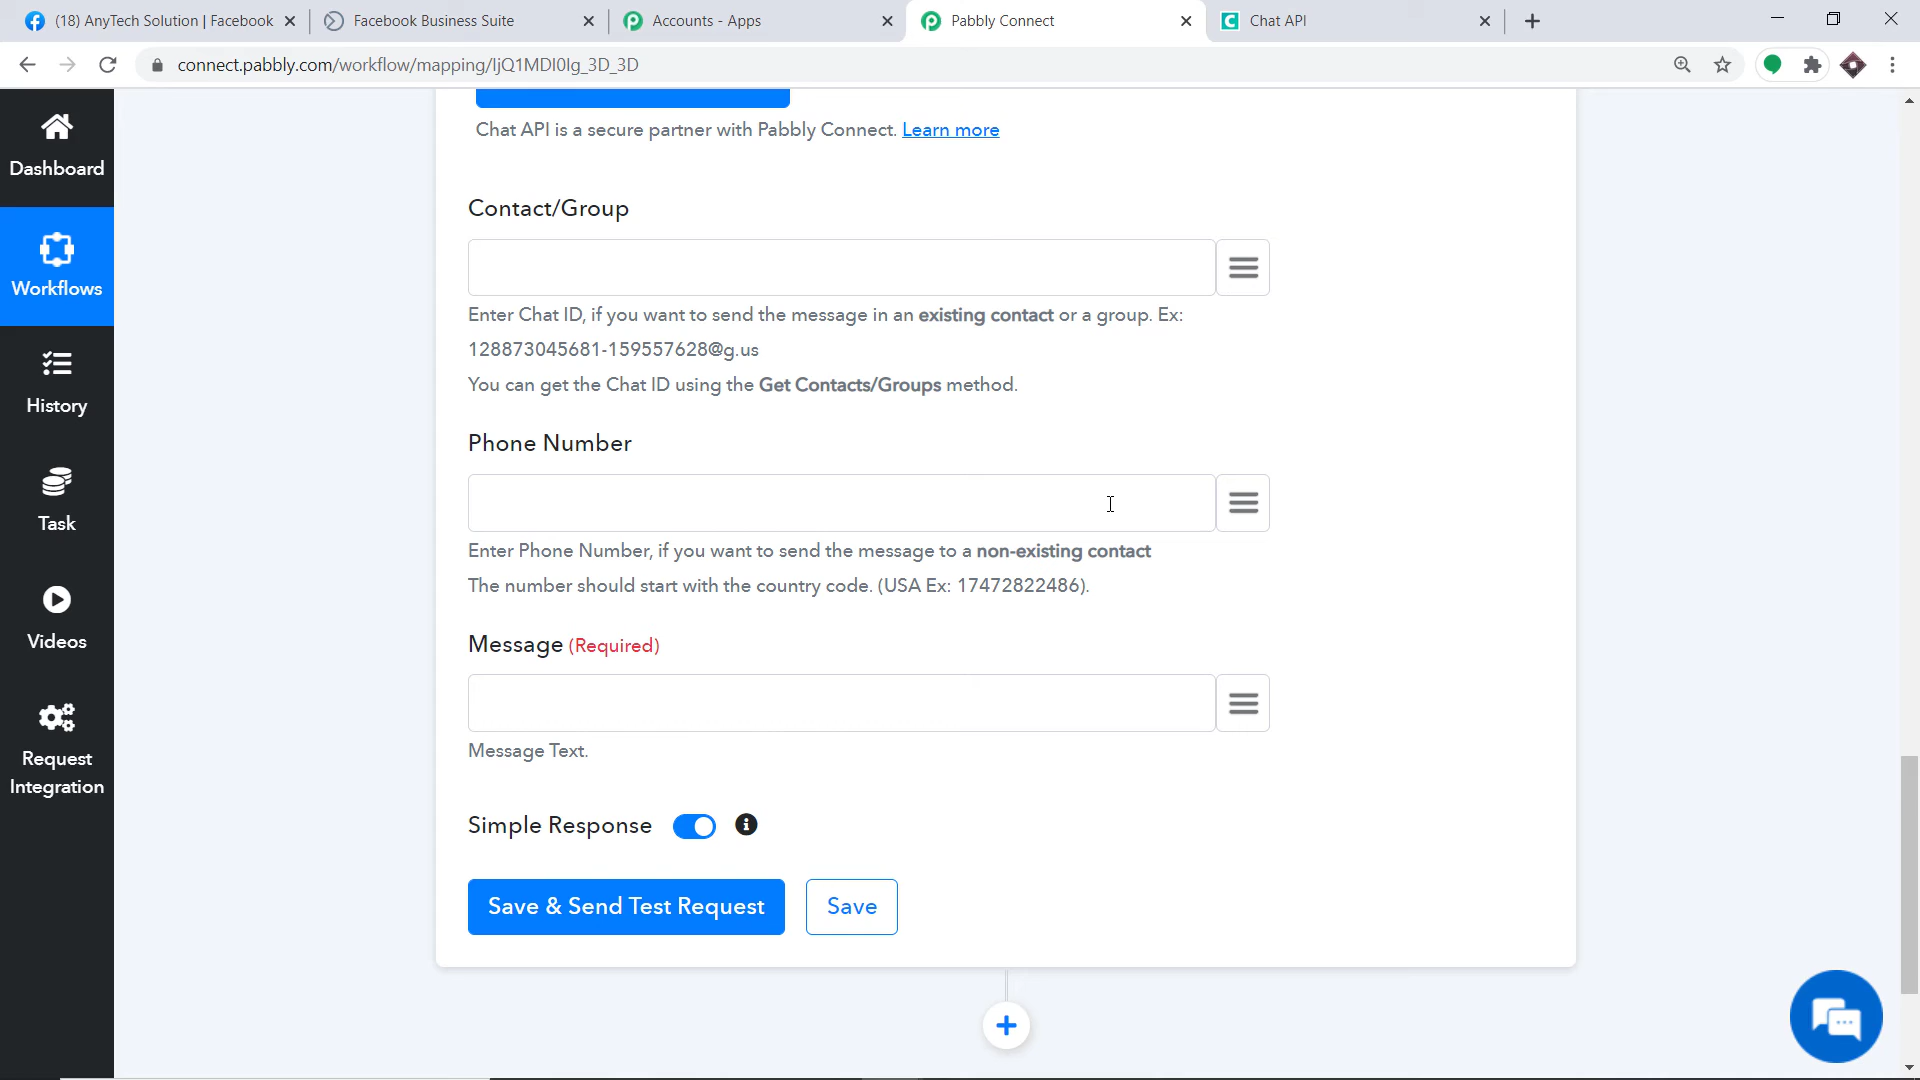 (18) AnyTech Solution | Facebook
Facebook Business Suite
Accounts - Apps
Pabbly Connect
Chat API
connect.pabbly.com/workflow/mapping/IjQ1MDI0Ig_3D_3D
Dashboard
Workflows
History
Task
Videos
Request
Integration
Chat API is a secure partner with Pabbly Connect. Learn more
Contact/Group
Enter Chat ID, if you want to send the message in an existing contact or a group. Ex:
128873045681-159557628@g.us
You can get the Chat ID using the Get Contacts/Groups method.
Phone Number
Enter Phone Number, if you want to send the message to a non-existing contact
The number should start with the country code. (USA Ex: 17472822486).
Message (Required)
Message Text.
Simple Response
Save & Send Test Request
Save